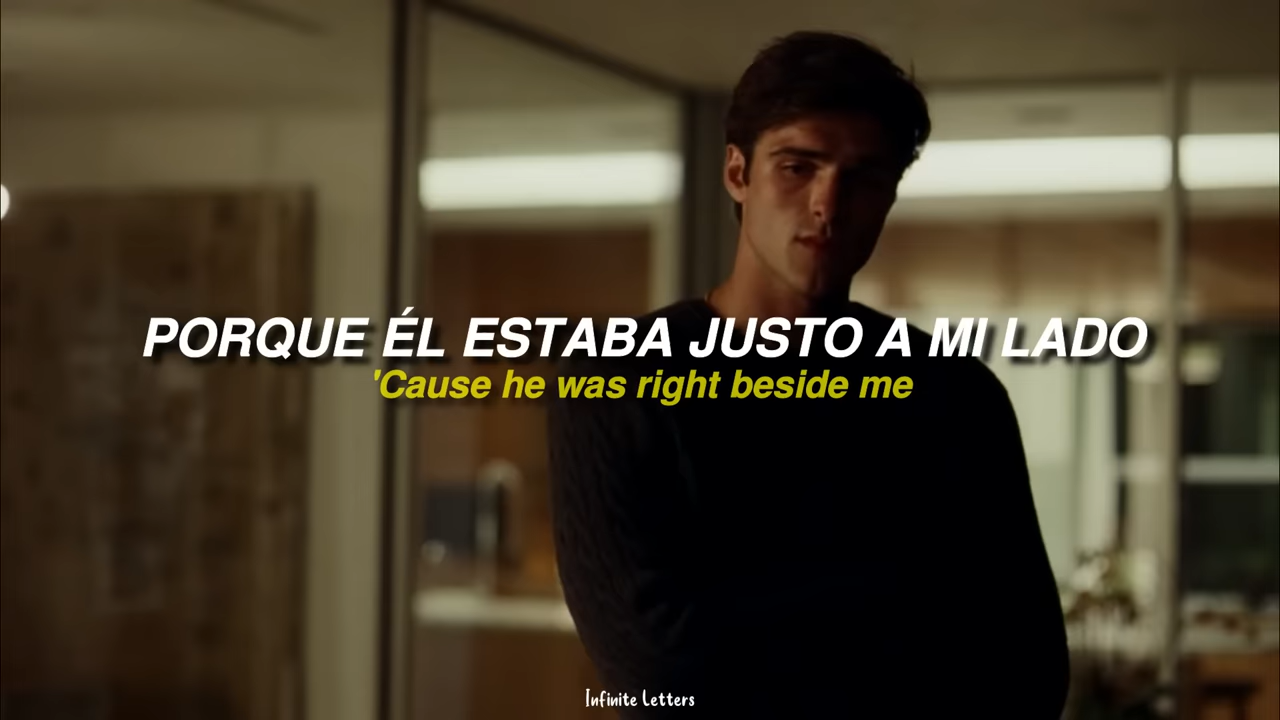 PORQUE ÉL ESTABA JUSTO A MI LADO
'Cause he was right beside me
Infinite Letters